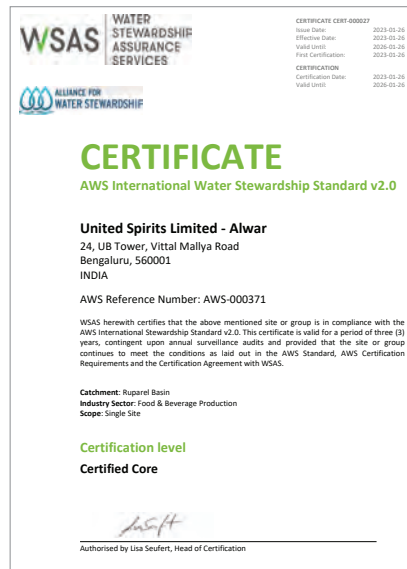 WSAS
WATER
STEWARDSHIP
ASSURANCE
SERVICES
ALLIANCE FOR
WATER STEWARDSHIP
CERTIFICATE CERT-000027
Issue Date: 2023-01-26
Effective Date: 2023-01-26
Valid Until: 2026-01-26
First Certification: 2023-01-26
CERTIFICATION
Certification Date: 2023-01-26
Valid Until: 2026-01-26
CERTIFICATE
AWS International Water Stewardship Standard v2.0
United Spirits Limited - Alwar
24, UB Tower, Vittal Mallya Road
Bengaluru, 560001
INDIA
AWS Reference Number: AWS-000371
WSAS herewith certifies that the above mentioned site or group is in compliance with the
AWS International Stewardship Standard v2.0. This certificate is valid for a period of three (3)
years, contingent upon annual surveillance audits and provided that the site or group
continues to meet the conditions as laid out in the AWS Standard, AWS Certification
Requirements and the Certification Agreement with WSAS.
Catchment: Ruparel Basin
Industry Sector: Food & Beverage Production
Scope: Single Site
Certification level
Certified Core
Authorised by Lisa Seufert, Head of Certification